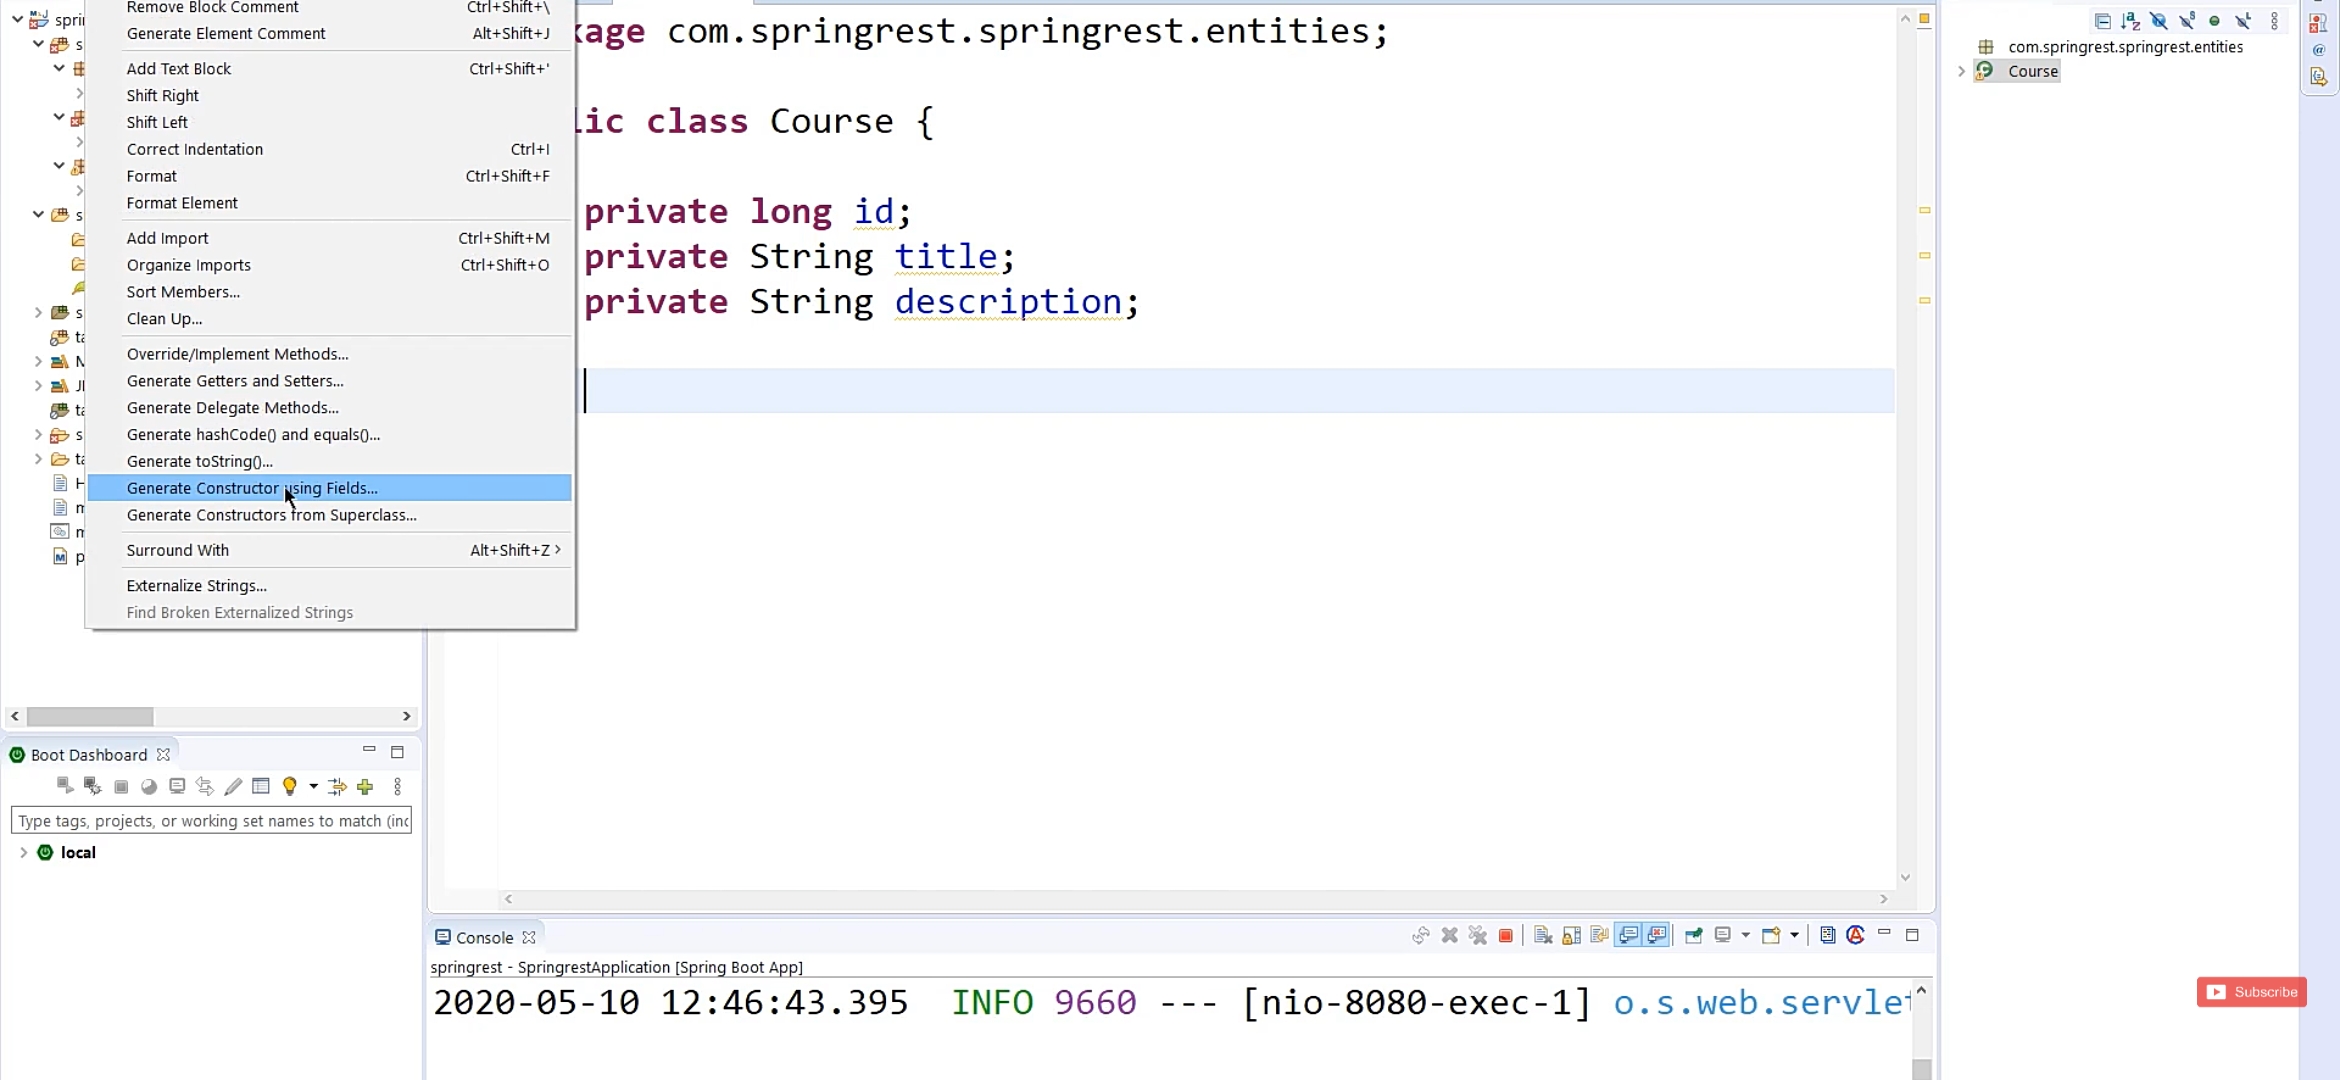 spri
Remove Block Comment Ctrl+Shift+\
Generate Element Comment Alt+Shift+J
Add Text Block Ctrl+Shift+'
Shift Right
Shift Left
Correct Indentation Ctrl+I
Format Ctrl+Shift+F
Format Element
Add Import Ctrl+Shift+M
Organize Imports Ctrl+Shift+O
Sort Members...
Clean Up...
Override/Implement Methods...
Generate Getters and Setters...
Generate Delegate Methods...
Generate hashCode() and equals()...
Generate toString()...
Generate Constructor using Fields...
Generate Constructors from Superclass...
Surround With Alt+Shift+Z
Externalize Strings...
Find Broken Externalized Strings
kage com.springrest.springrest.entities;
lic class Course {
private long id;
private String title;
private String description;
com.springrest.springrest.entities
Course
Boot Dashboard
Type tags, projects, or working set names to match (inc
local
Console
springrest - SpringrestApplication [Spring Boot App]
2020-05-10 12:46:43.395 INFO 9660 --- [nio-8080-exec-1] o.s.web.servlet
Subscribe